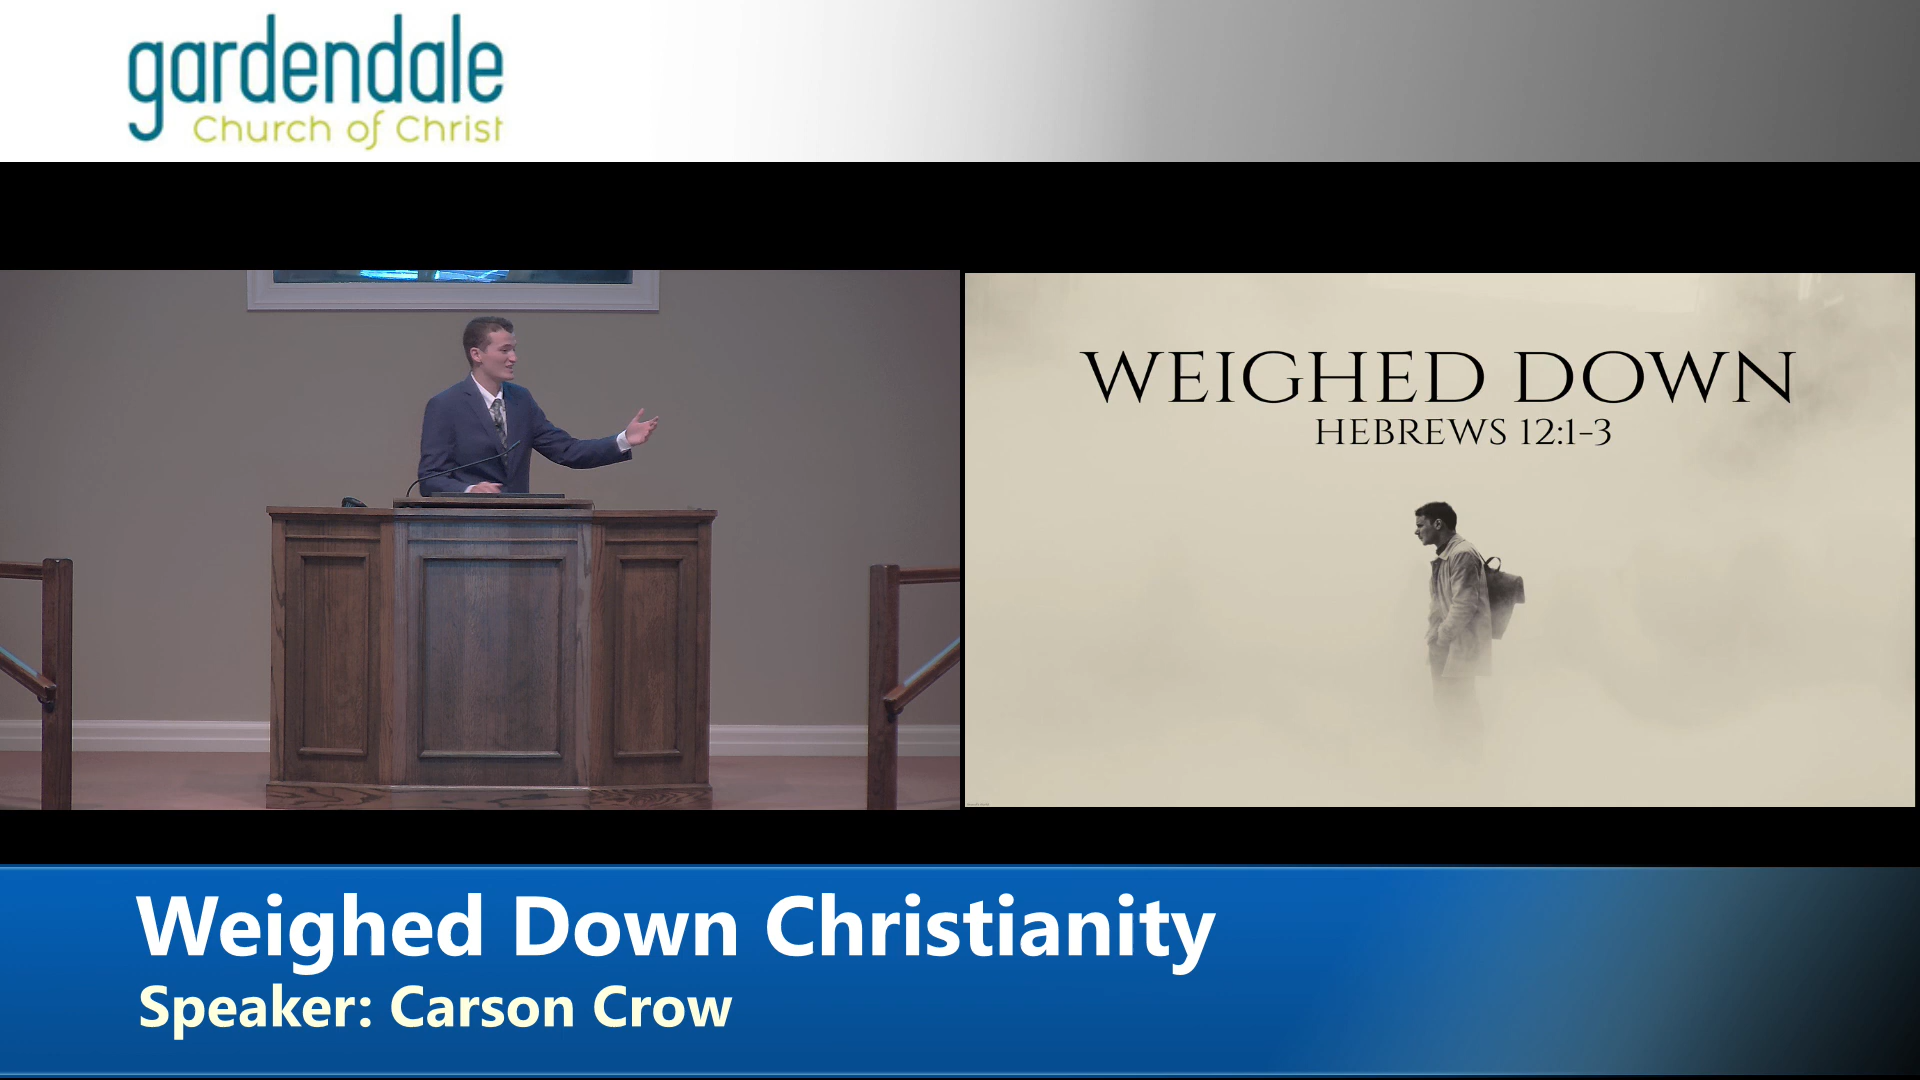 gardendale
Church of Christ
WEIGHED DOWN
HEBREWS 12:1-3
Weighed Down Christianity
Speaker: Carson Crow